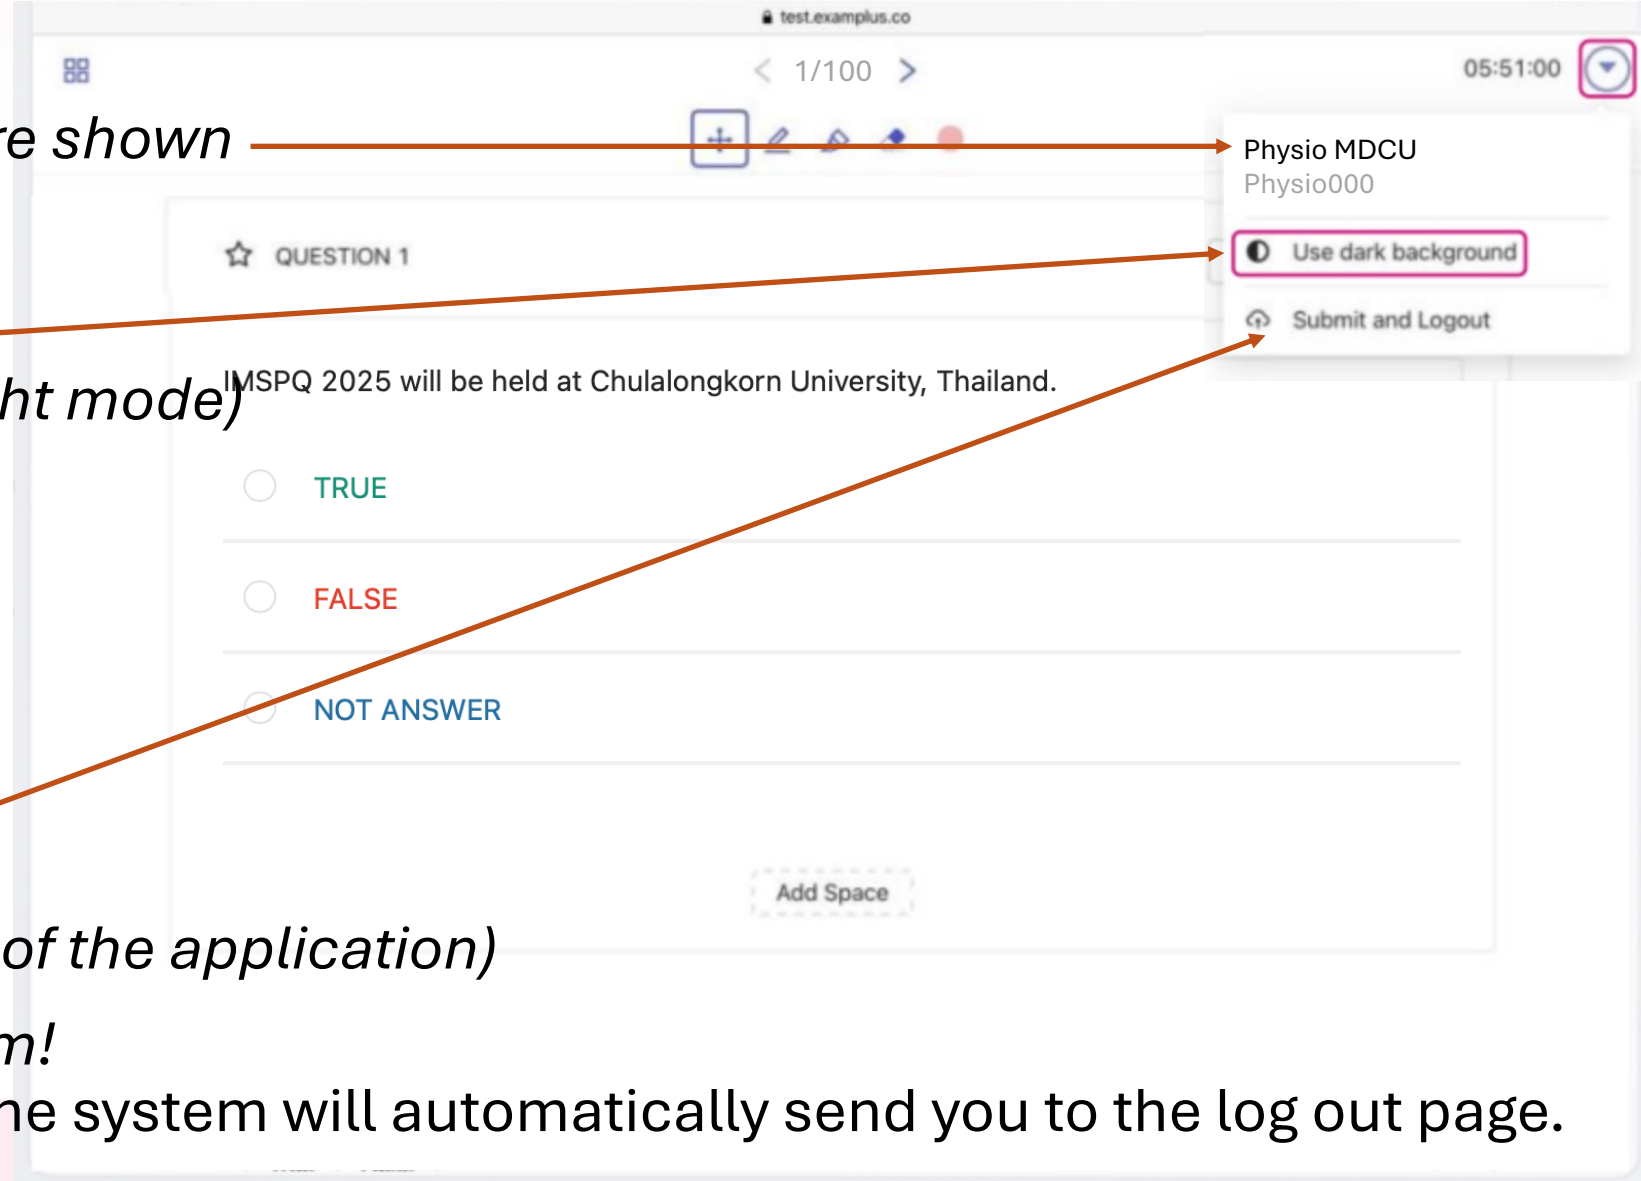 test.examplus.co
1/100
05:51:00
re shown
Physio MDCU
Physio000
QUESTION 1
Use dark background
Submit and Logout
IMSPQ 2025 will be held at Chulalongkorn University, Thailand.
ht mode)
TRUE
FALSE
NOT ANSWER
Add Space
of the application)
m!
he system will automatically send you to the log out page.